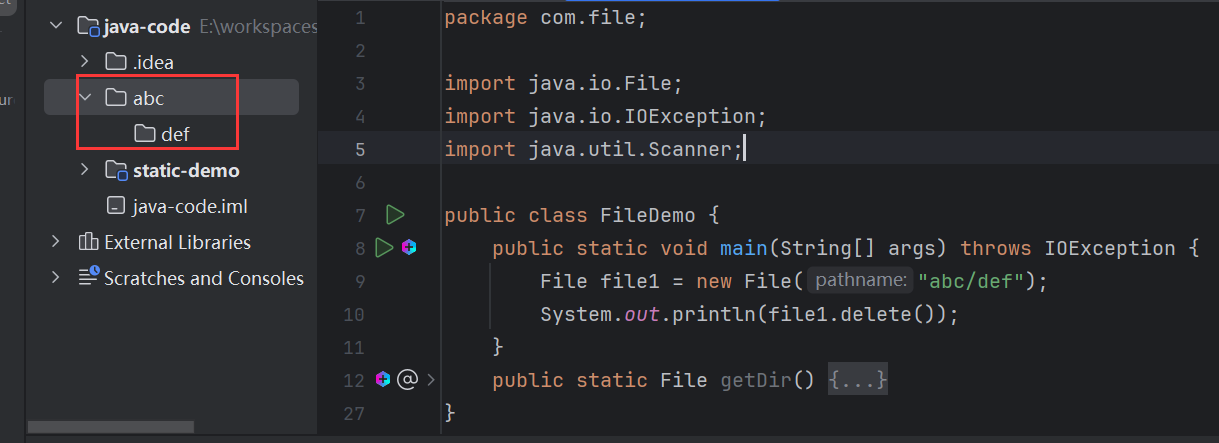 java-code E:\workspaces
.idea
abc
def
static-demo
java-code.iml
External Libraries
Scratches and Consoles
1 package com.file;
2
3 import java.io.File;
4 import java.io.IOException;
5 import java.util.Scanner;
6
7 public class FileDemo {
8 public static void main(String[] args) throws IOException {
9 File file1 = new File( pathname: "abc/def");
10 System.out.println(file1.delete());
11 }
12 @ public static File getDir() {...}
27 }